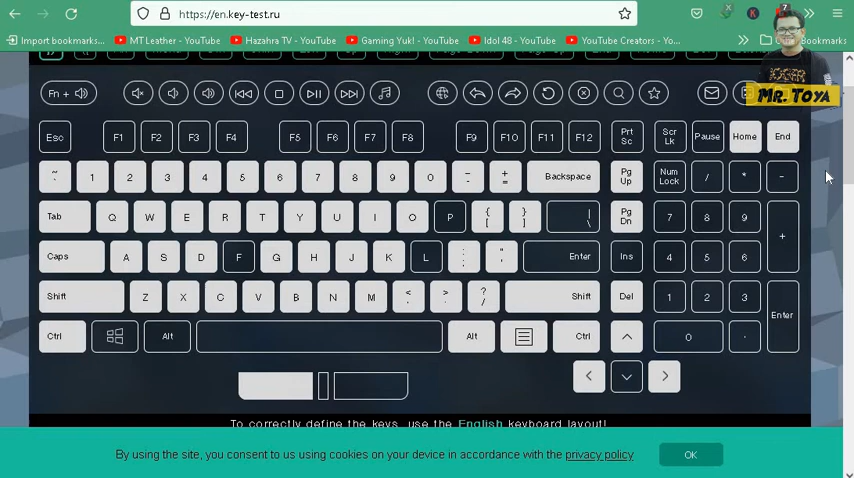 https://en.key-test.ru
7
Import bookmarks...
MT Leather - YouTube
Hazahra TV - YouTube
Gaming Yuk! - YouTube
Idol 48 - YouTube
YouTube Creators - Yo...
Bookmarks
Mr. Toya
Fn +
Esc F1 F2 F3 F4 F5 F6 F7 F8 F9 F10 F11 F12 Prt Sc Scr Lk Pause Home End
~ ` 1 2 3 4 5 6 7 8 9 0 - - + = Backspace Pg Up Num Lock / * -
Tab Q W E R T Y U I O P { [ } ] | \ Pg Dn 7 8 9 +
Caps A S D F G H J K L : ; " ' Enter Ins 4 5 6
Shift Z X C V B N M < , > . ? / Shift Del 1 2 3 Enter
Ctrl Alt Alt Ctrl 0 .
To correctly define the keys, use the English keyboard layout!
By using the site, you consent to us using cookies on your device in accordance with the privacy policy
OK